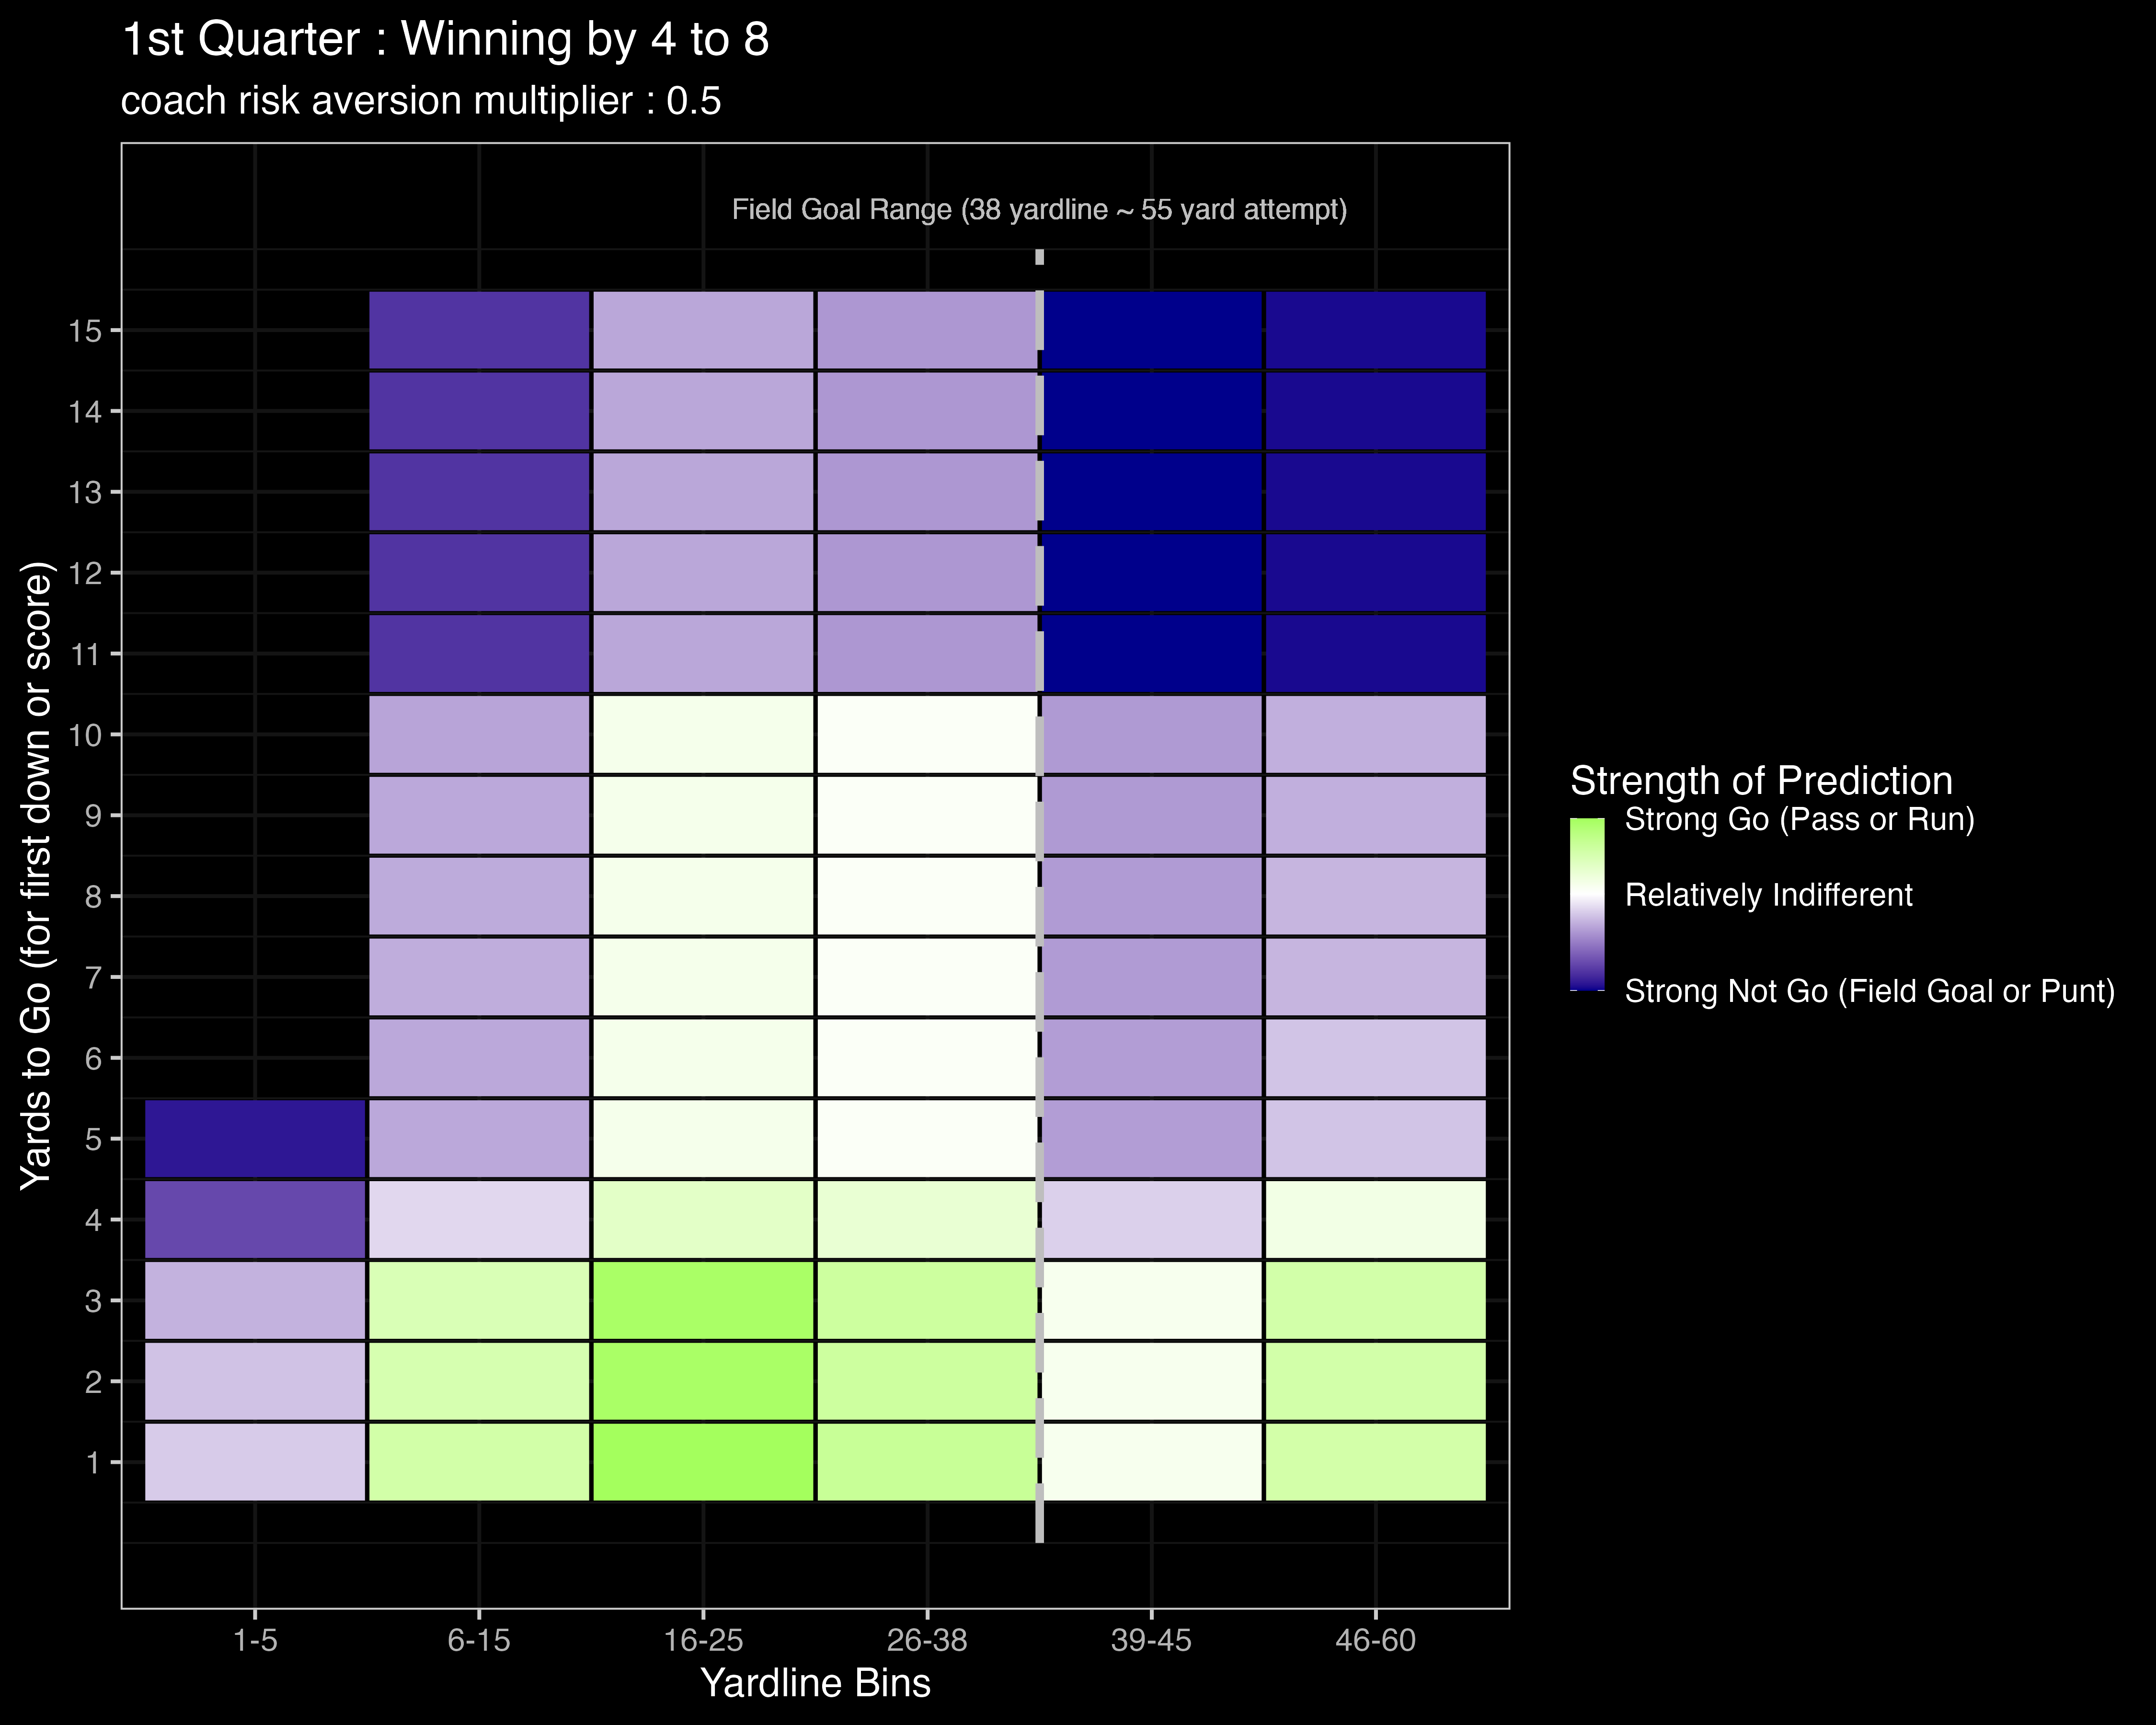 1st Quarter : Winning by 4 to 8
coach risk aversion multiplier : 0.5
Field Goal Range (38 yardline ~ 55 yard attempt)
Yards to Go (for first down or score)
15
14
13
12
11
10
9
8
7
6
5
4
3
2
1
1-5
6-15
16-25
26-38
39-45
46-60
Yardline Bins
Strength of Prediction
Strong Go (Pass or Run)
Relatively Indifferent
Strong Not Go (Field Goal or Punt)